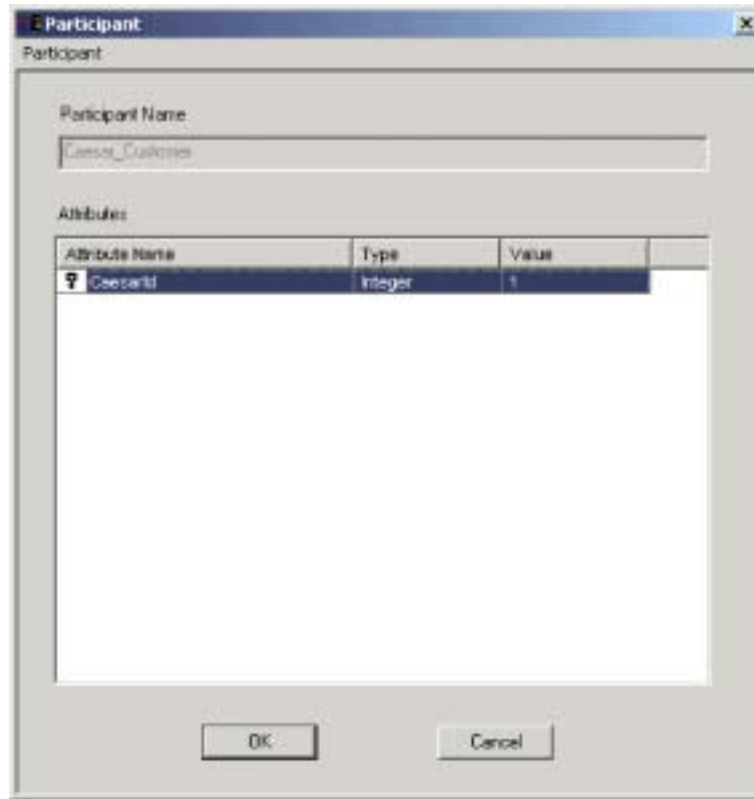 Participant
Participant
Participant Name
Caesar_Customer
Attributes
Attribute Name Type Value
CaesarId Integer 1
OK Cancel